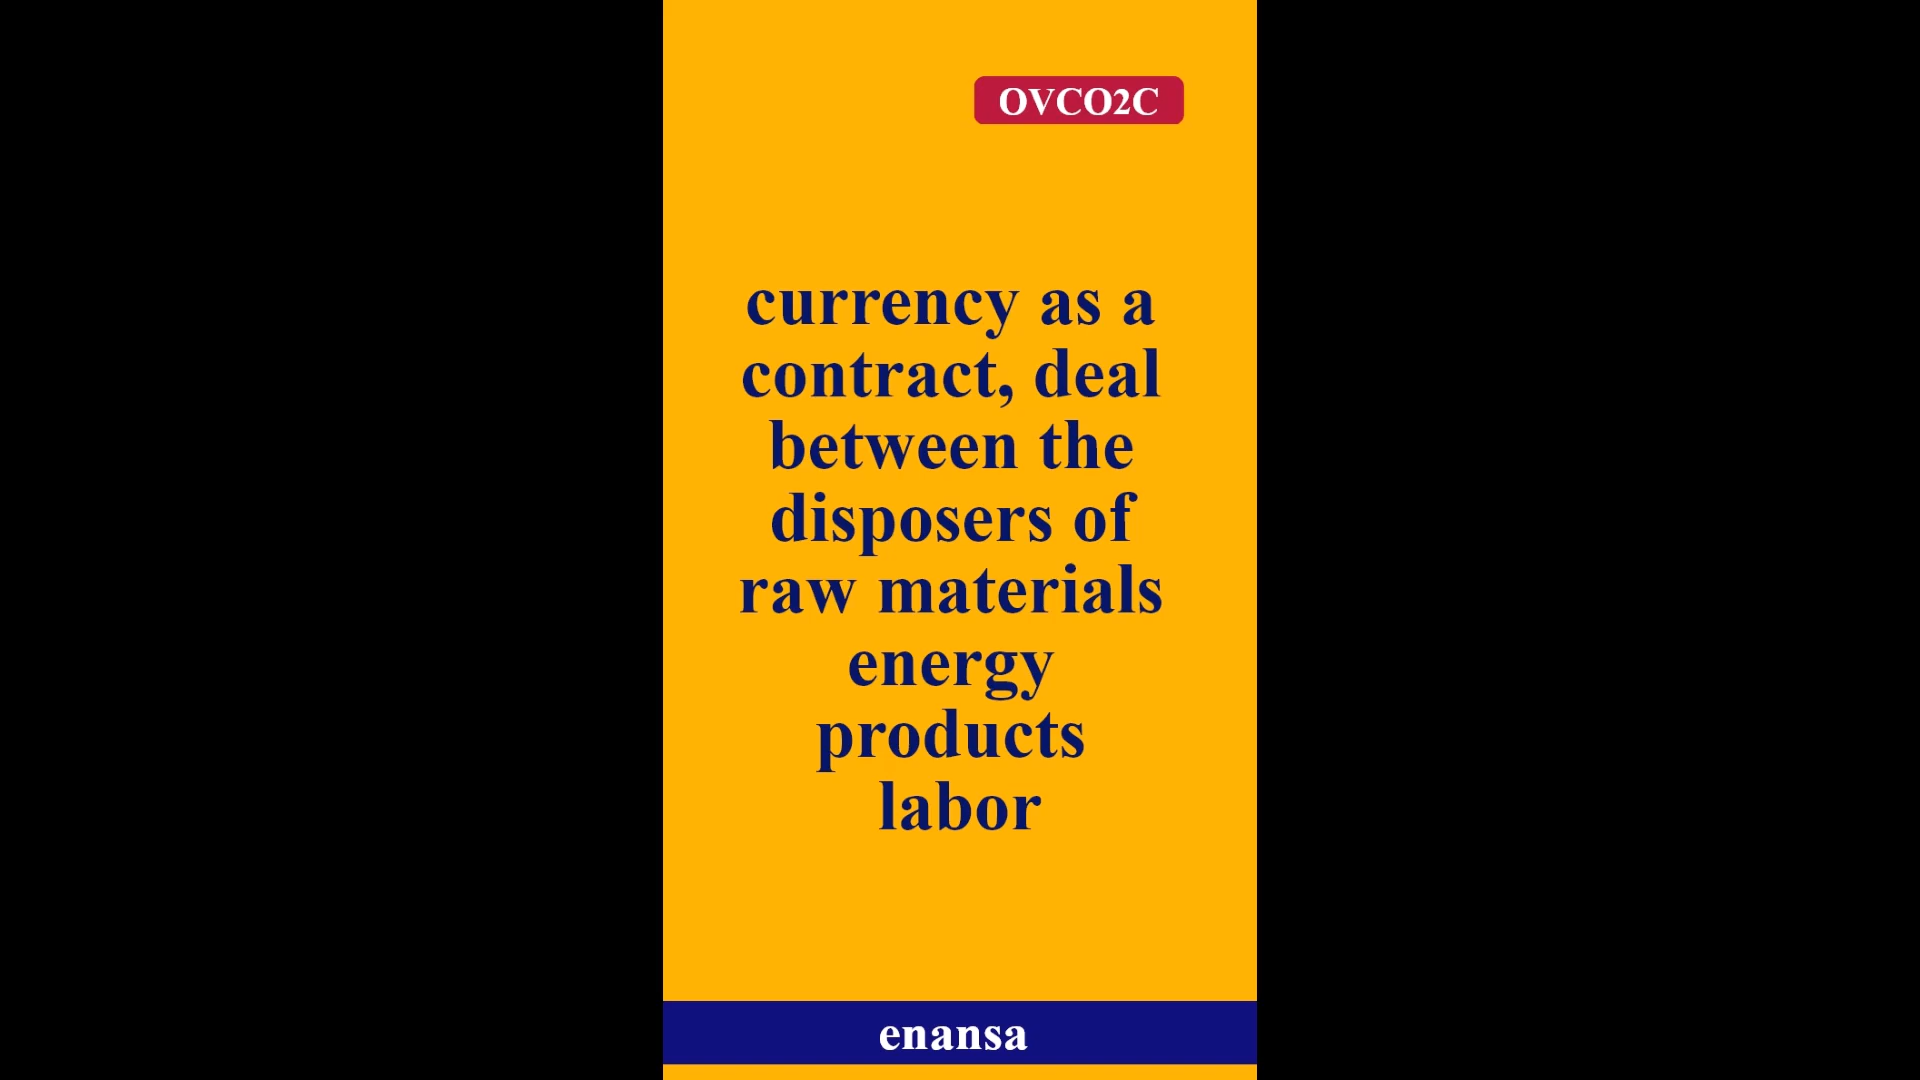 OVCO2C
currency as a
contract, deal
between the
disposers of
raw materials
energy
products
labor
enansa